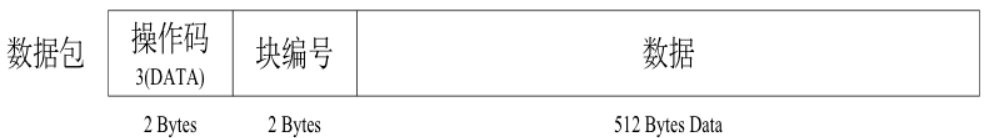 数据包
操作码
3(DATA)
块编号
数据
2 Bytes
2 Bytes
512 Bytes Data